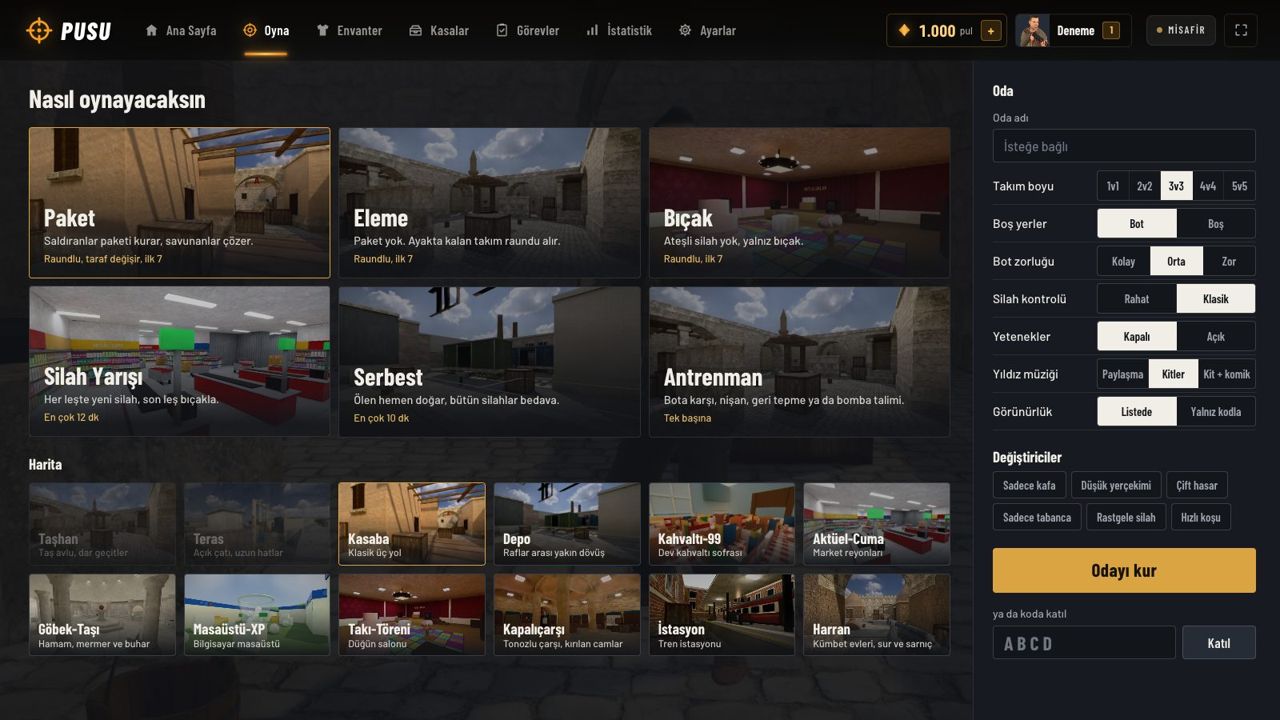 PUSU
Ana Sayfa
Oyna
Envanter
Kasalar
Görevler
İstatistik
Ayarlar
1.000 pul +
Deneme 1
MİSAFİR
Nasıl oynayacaksın
Paket
Saldıranlar paketi kurar, savunanlar çözer.
Raundlu, taraf değişir, ilk 7
Eleme
Paket yok. Ayakta kalan takım raundu alır.
Raundlu, ilk 7
Bıçak
Ateşli silah yok, yalnız bıçak.
Raundlu, ilk 7
Silah Yarışı
Her leşte yeni silah, son leş bıçakla.
En çok 12 dk
Serbest
Ölen hemen doğar, bütün silahlar bedava.
En çok 10 dk
Antrenman
Bota karşı, nişan, geri tepme ya da bomba talimi.
Tek başına
Harita
Taşhan
Taş avlu, dar geçitler
Teras
Açık çatı, uzun hatlar
Kasaba
Klasik üç yol
Depo
Raflar arası yakın dövüş
Kahvaltı-99
Dev kahvaltı sofrası
Aktüel-Cuma
Market reyonları
Göbek-Taşı
Hamam, mermer ve buhar
Masaüstü-XP
Bilgisayar masaüstü
Takı-Töreni
Düğün salonu
Kapalıçarşı
Tonozlu çarşı, kırılan camlar
İstasyon
Tren istasyonu
Harran
Kümbet evleri, sur ve sarnıç
Oda
Oda adı
İsteğe bağlı
Takım boyu 1v1 2v2 3v3 4v4 5v5
Boş yerler Bot Boş
Bot zorluğu Kolay Orta Zor
Silah kontrolü Rahat Klasik
Yetenekler Kapalı Açık
Yıldız müziği Paylaşma Kitler Kit + komik
Görünürlük Listede Yalnız kodla
Değiştiriciler
Sadece kafa Düşük yerçekimi Çift hasar
Sadece tabanca Rastgele silah Hızlı koşu
Odayı kur
ya da koda katıl
ABCD
Katıl